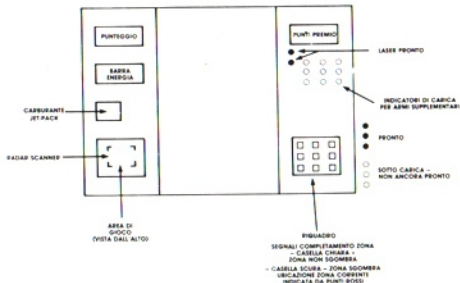 PUNTEGGIO
BARRA
ENERGIA
CARBURANTE
JET-PACK
RADAR SCANNER
AREA DI
GIOCO
(VISTA DALL'ALTO)
PUNTI PREMIO
LASER PRONTO
INDICATORI DI CARICA
PER ARMI SUPPLEMENTARI
PRONTO
SOTTO CARICA –
NON ANCORA PRONTO
RIQUADRO
SEGNALI COMPLETAMENTO ZONA
– CASELLA CHIARA –
ZONA NON SGOMBRA
– CASELLA SCURA – ZONA SGOMBRA
UBICAZIONE ZONA CORRENTE
INDICATA DA PUNTI ROSSI